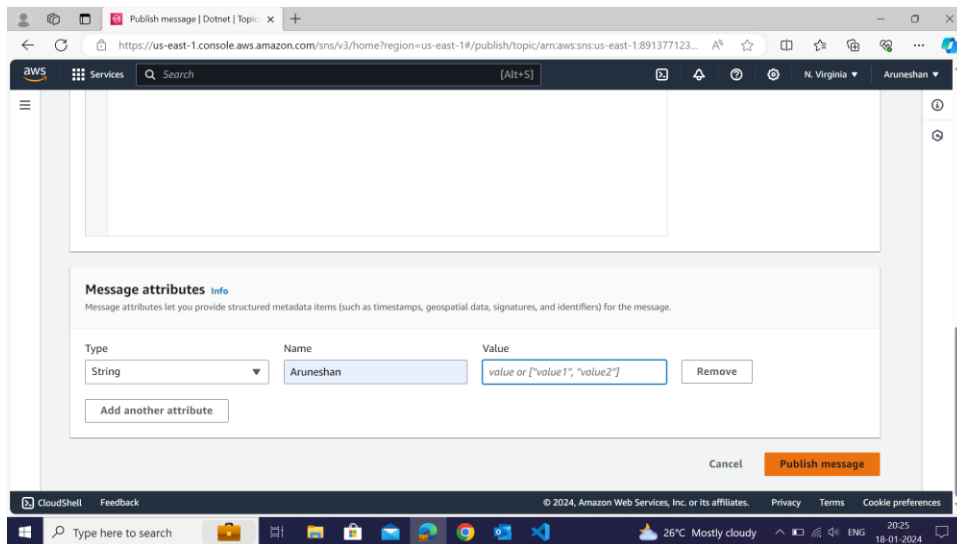 Publish message | Dotnet | Topic
https://us-east-1.console.aws.amazon.com/sns/v3/home?region=us-east-1#/publish/topic/arn:aws:sns:us-east-1:891377123...
aws Services Search [Alt+S] N. Virginia Aruneshan
Message attributes Info
Message attributes let you provide structured metadata items (such as timestamps, geospatial data, signatures, and identifiers) for the message.
Type Name Value
String Aruneshan value or ["value1", "value2"] Remove
Add another attribute
Cancel Publish message
CloudShell Feedback © 2024, Amazon Web Services, Inc. or its affiliates. Privacy Terms Cookie preferences
Type here to search 26°C Mostly cloudy ENG 20:25
18-01-2024